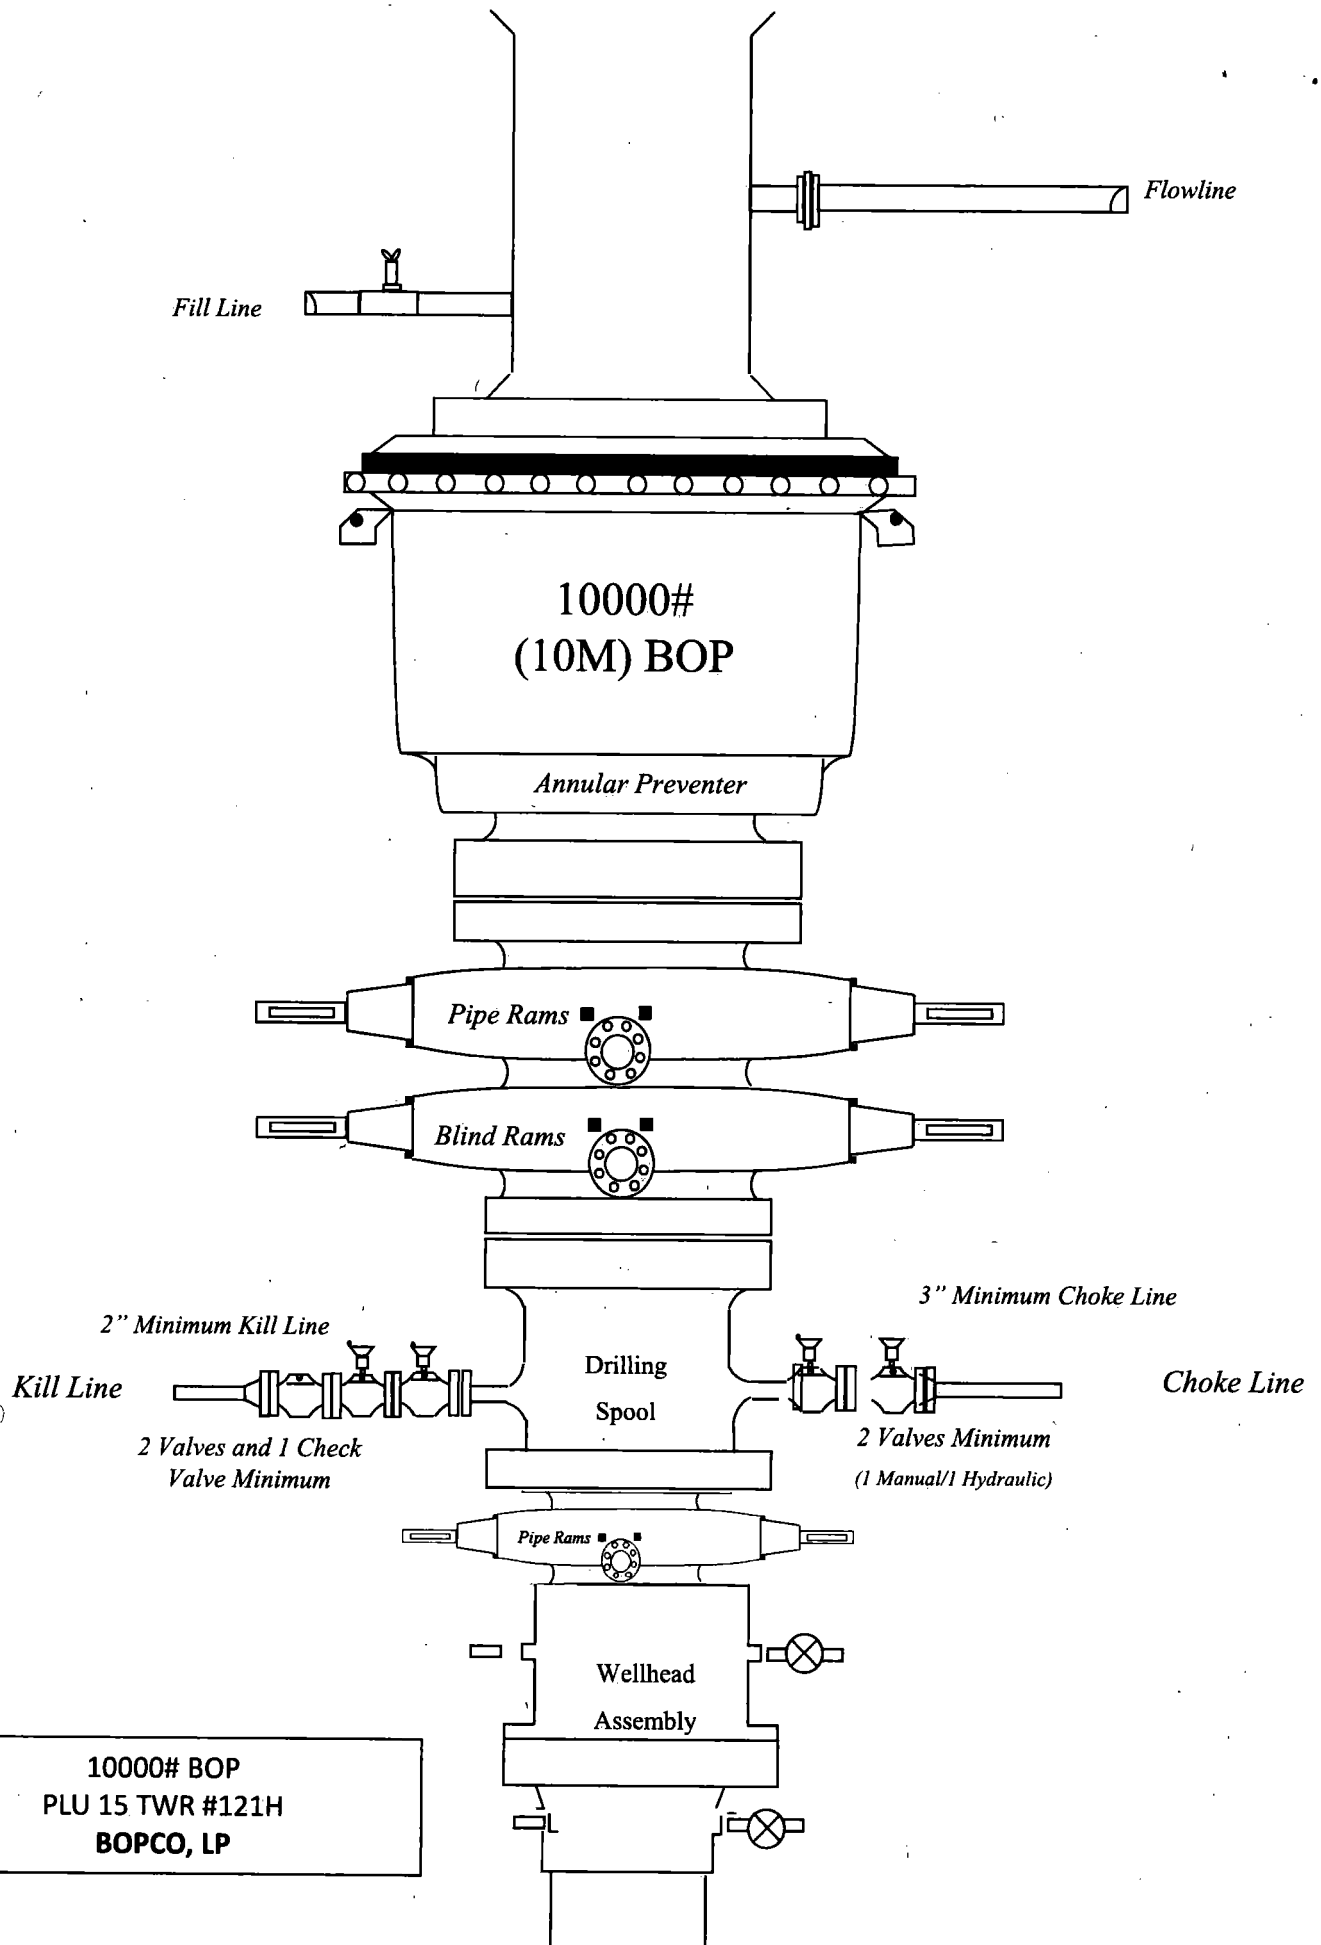 Flowline
Fill Line
10000#
(10M) BOP
Annular Preventer
Pipe Rams
Blind Rams
3” Minimum Choke Line
2” Minimum Kill Line
Kill Line
Drilling
Spool
Choke Line
2 Valves and 1 Check
Valve Minimum
2 Valves Minimum
(1 Manual/1 Hydraulic)
Pipe Rams
Wellhead
Assembly
10000# BOP
PLU 15 TWR #121H
BOPCO, LP